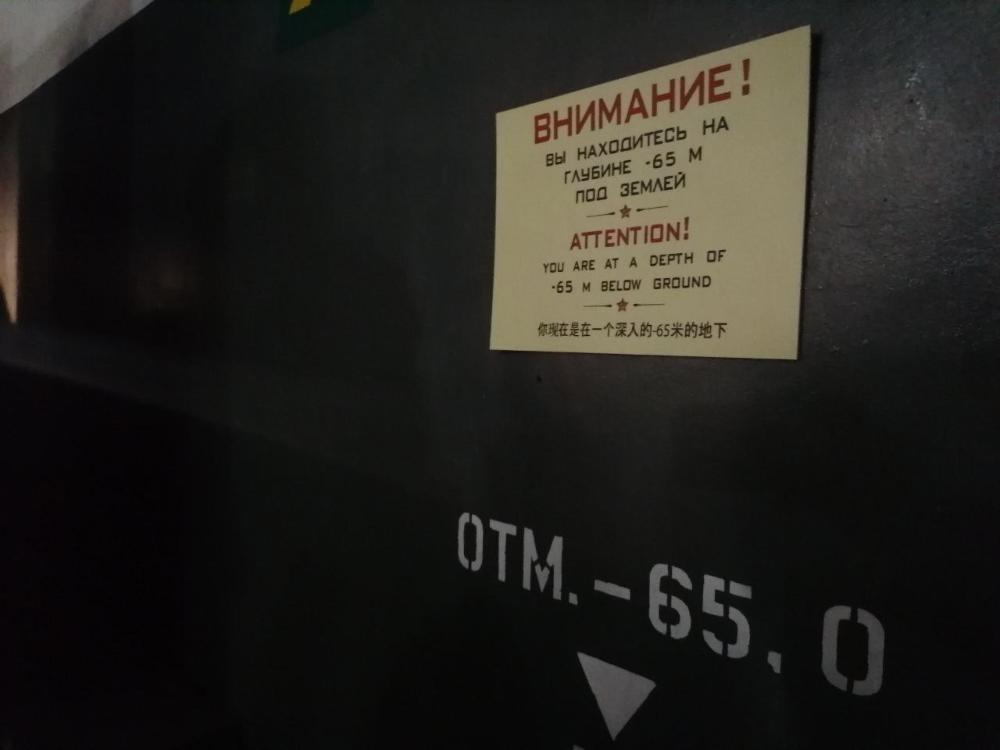 ВНИМАНИЕ!
ВЫ НАХОДИТЕСЬ НА
ГЛУБИНЕ -65 М
ПОД ЗЕМЛЕЙ
ATTENTION!
YOU ARE AT A DEPTH OF
-65 M BELOW GROUND
你现在是在一个深入的-65米的地下
ОТМ.-65,0